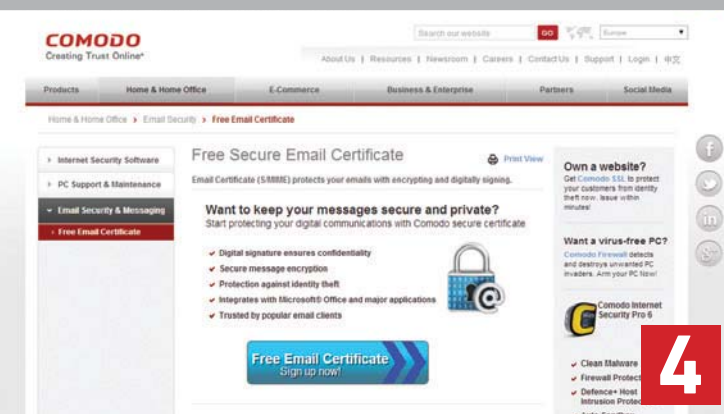 COMODO
Creating Trust Online®
Search our website
GO
Europe
About Us | Resources | Newsroom | Careers | Contact Us | Support | Login | 中文
Products
Home & Home Office
E-Commerce
Business & Enterprise
Partners
Social Media
Home & Home Office > Email Security > Free Email Certificate
Internet Security Software
PC Support & Maintenance
Email Security & Messaging
Free Email Certificate
Free Secure Email Certificate
Print View
Email Certificate (S/MIME) protects your emails with encrypting and digitally signing.
Want to keep your messages secure and private?
Start protecting your digital communications with Comodo secure certificate
Digital signature ensures confidentiality
Secure message encryption
Protection against identity theft
Integrates with Microsoft® Office and major applications
Trusted by popular email clients
@
Free Email Certificate
Sign up now!
Own a website?
Get Comodo SSL to protect
your customers from identity
theft now. Issue within
minutes!
Want a virus-free PC?
Comodo Firewall detects
and destroys unwanted PC
invaders. Arm your PC Now!
Comodo Internet
Security Pro 6
Clean Malware
Firewall Protect
Defence+ Host
Intrusion Protec
f
in
4